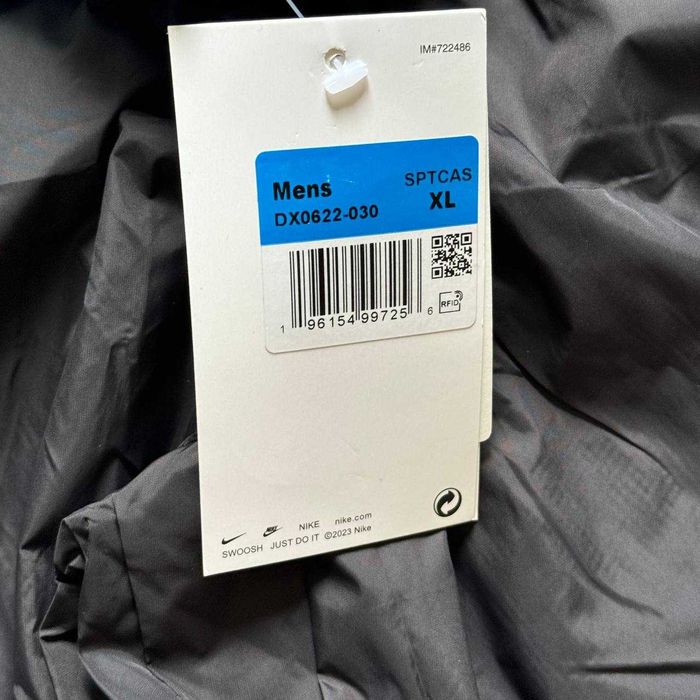 IM#722486
Mens SPTCAS
DX0622-030 XL
RFID
1 96154 99725 6
NIKE nike.com
SWOOSH JUST DO IT ©2023 Nike